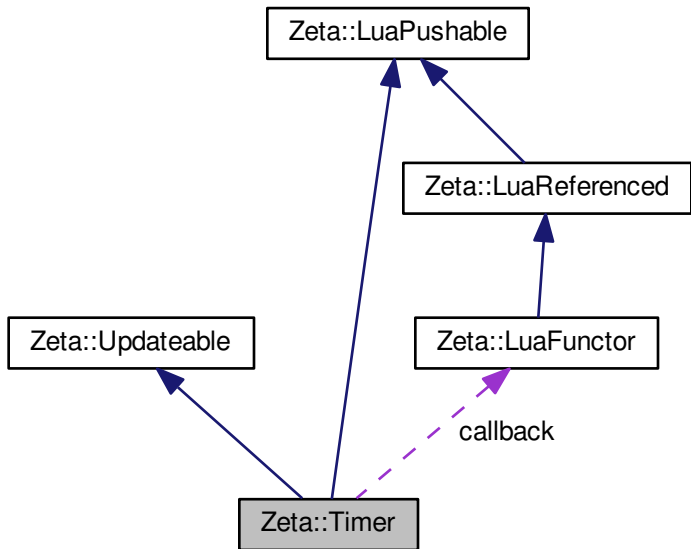 Zeta::LuaPushable
Zeta::LuaReferenced
Zeta::Updateable
Zeta::LuaFunctor
callback
Zeta::Timer